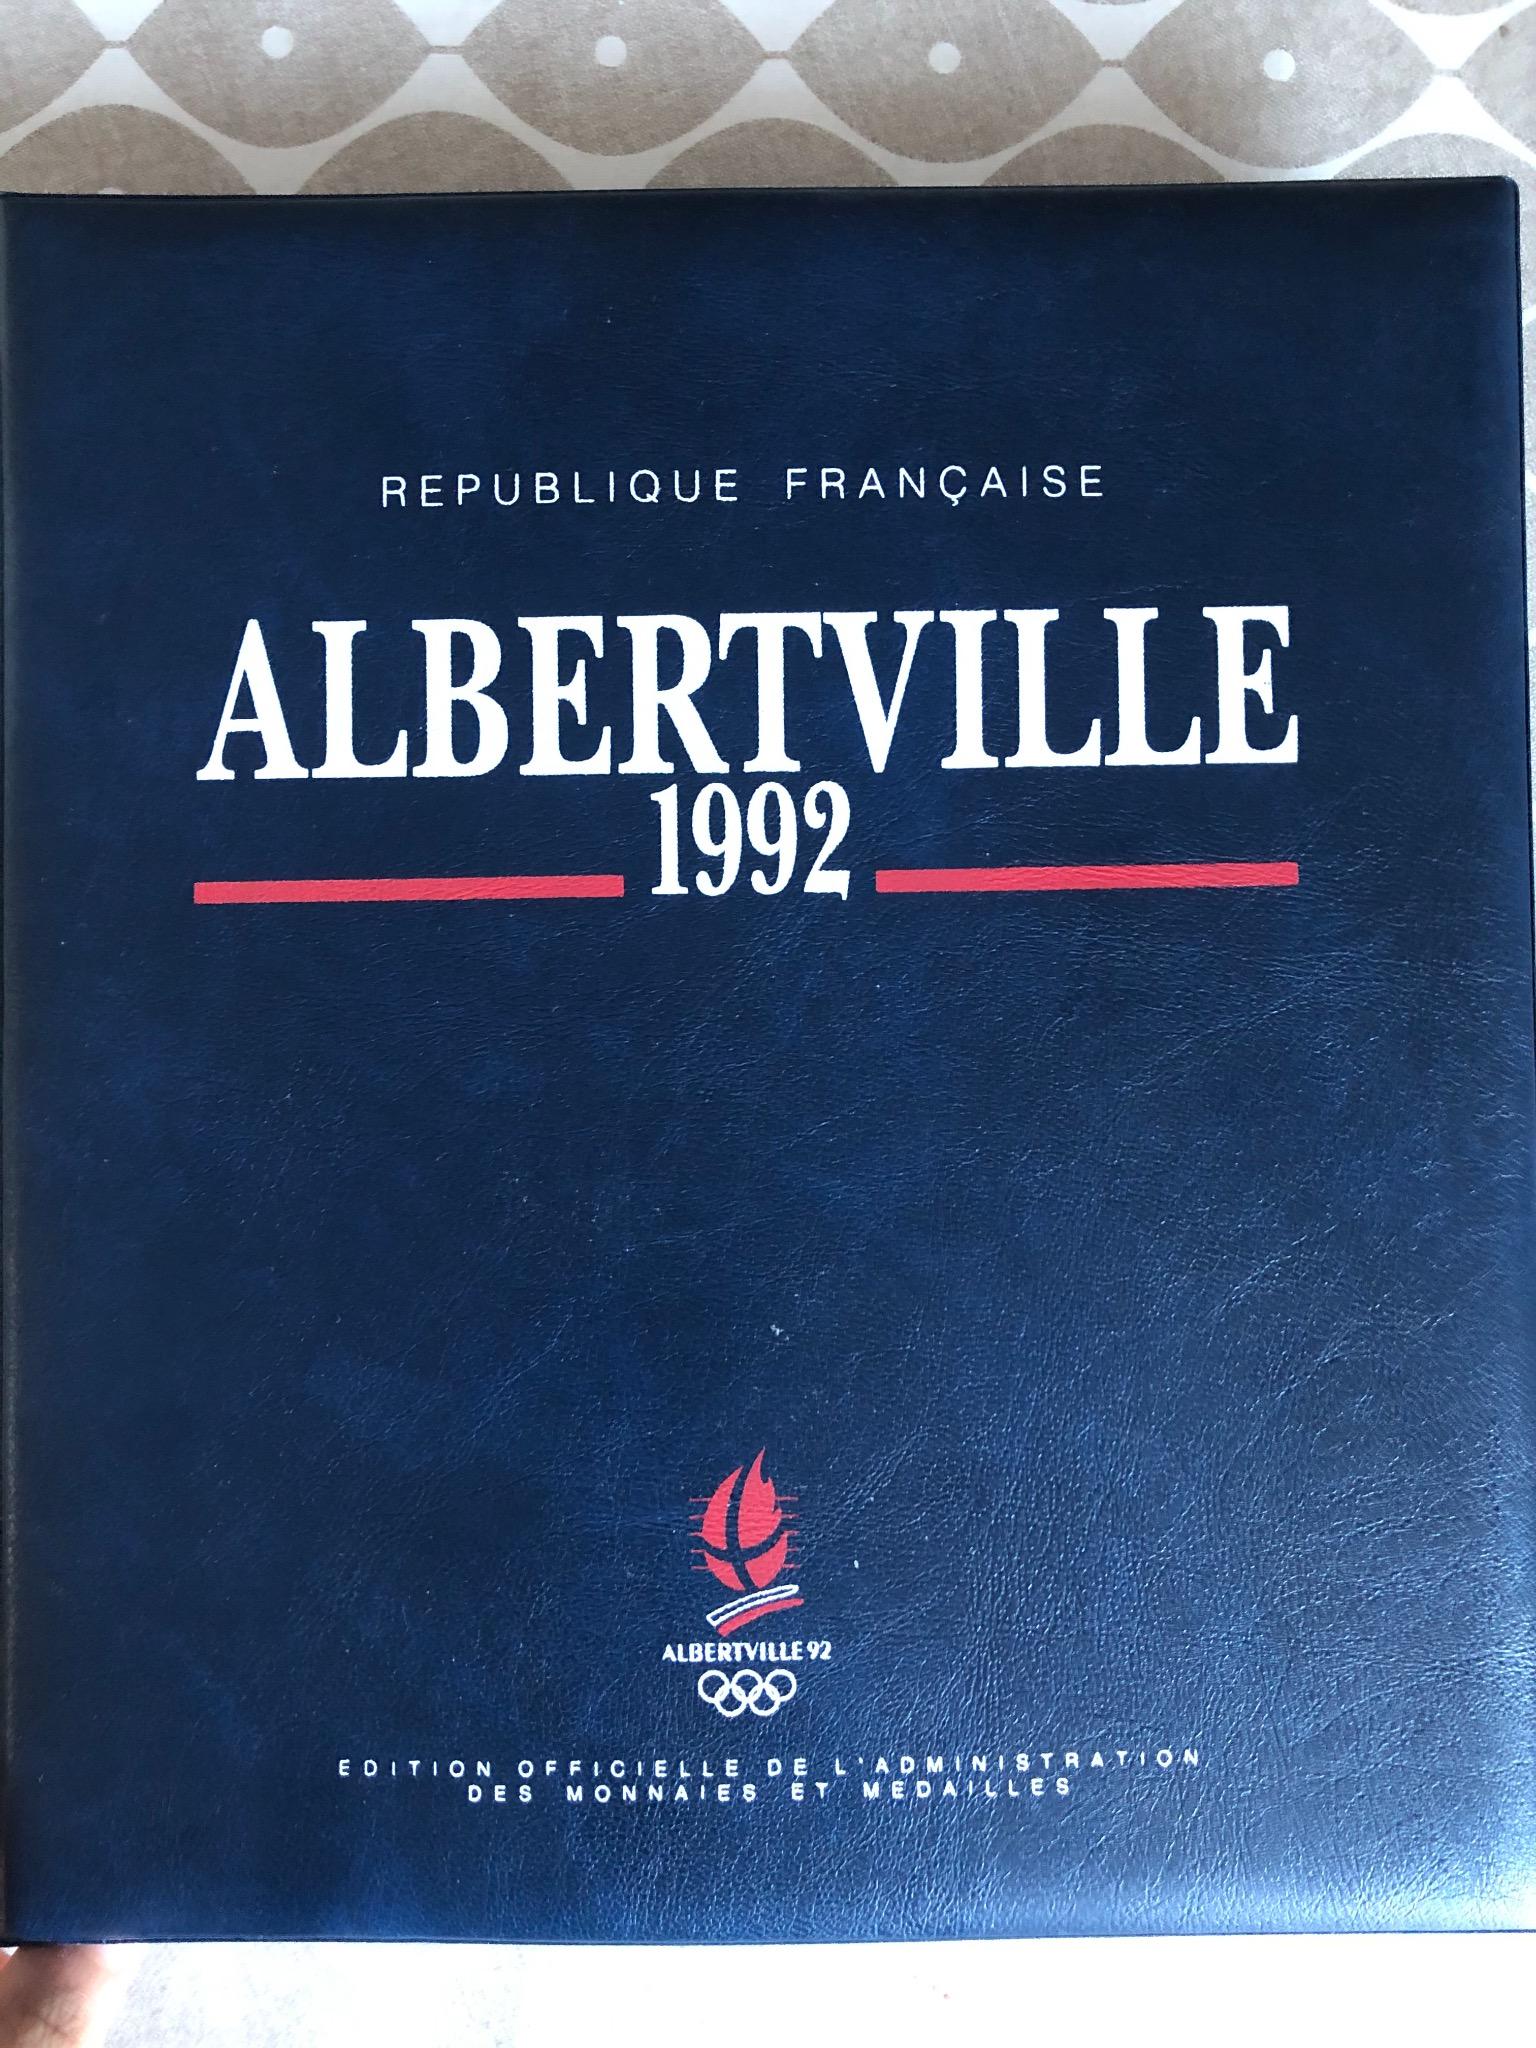 REPUBLIQUE FRANÇAISE
ALBERTVILLE
1992
ALBERTVILLE 92
EDITION OFFICIELLE DE L'ADMINISTRATION
DES MONNAIES ET MEDAILLES